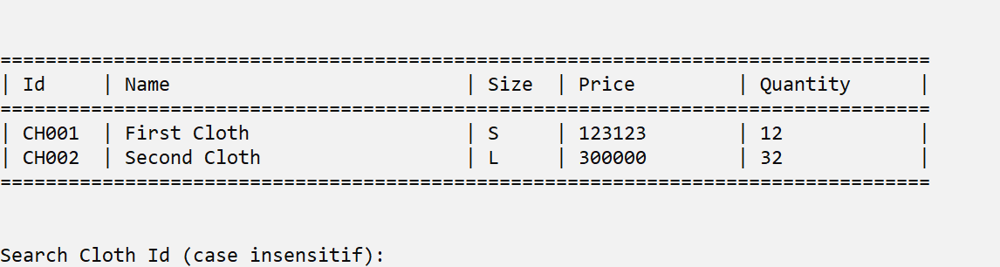 ==================================================================================
| Id     | Name                          | Size  | Price         | Quantity      |
==================================================================================
| CH001  | First Cloth                   | S     | 123123        | 12            |
| CH002  | Second Cloth                  | L     | 300000        | 32            |
==================================================================================
Search Cloth Id (case insensitif):